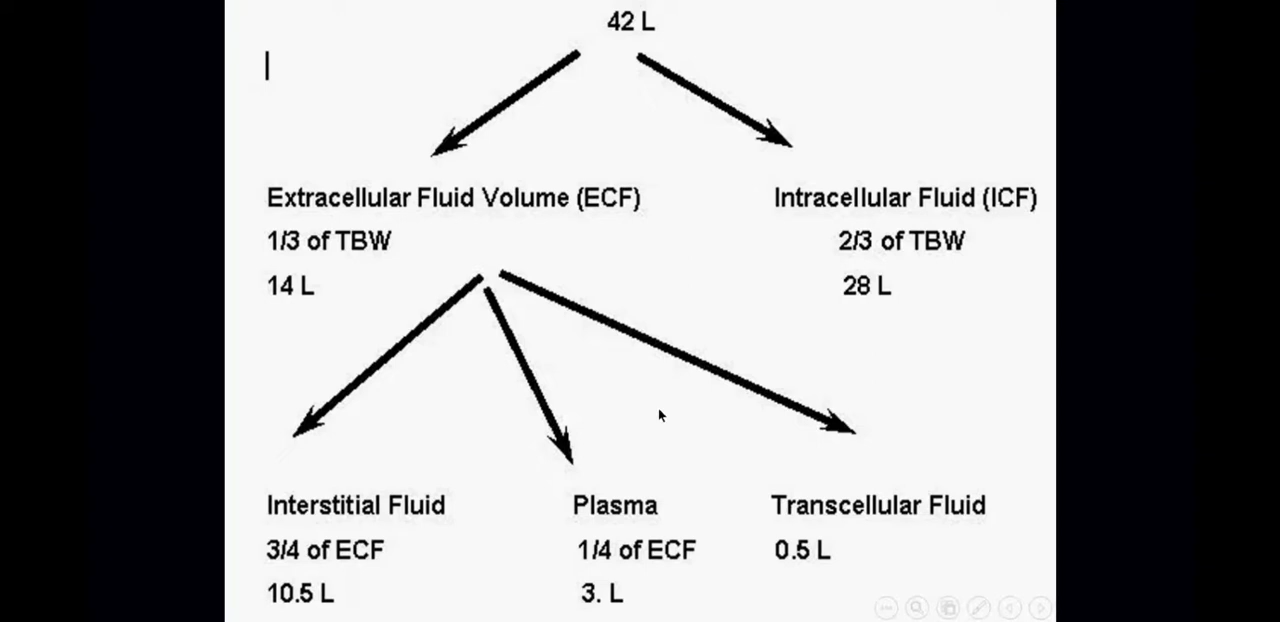 42 L
Extracellular Fluid Volume (ECF)
1/3 of TBW
14 L
Intracellular Fluid (ICF)
2/3 of TBW
28 L
Interstitial Fluid
3/4 of ECF
10.5 L
Plasma
1/4 of ECF
3. L
Transcellular Fluid
0.5 L